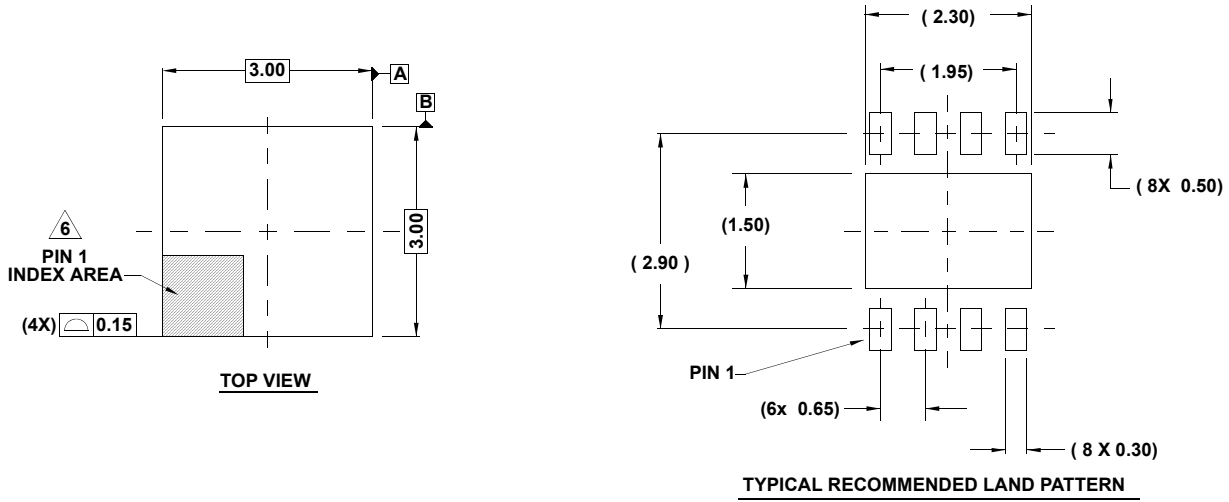 3.00
A
B
3.00
6
PIN 1
INDEX AREA
(4X) 0.15
TOP VIEW
( 2.30)
( 1.95)
( 8X 0.50)
(1.50)
( 2.90 )
PIN 1
(6x 0.65)
( 8 X 0.30)
TYPICAL RECOMMENDED LAND PATTERN